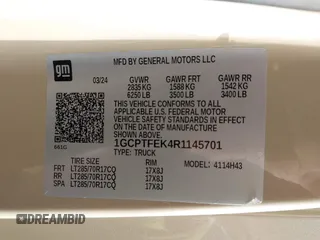 gm
MFD BY GENERAL MOTORS LLC
03/24 GVWR GAWR FRT GAWR RR
2835 KG 1588 KG 1542 KG
6250 LB 3500 LB 3400 LB
THIS VEHICLE CONFORMS TO ALL
APPLICABLE U.S. FEDERAL MOTOR
VEHICLE SAFETY STANDARDS IN
EFFECT ON THE DATE OF
MANUFACTURE SHOWN ABOVE.
1GCPTFEK4R1145701
TYPE: TRUCK
TIRE SIZE RIM MODEL: 4114H43
FRT LT285/70R17CQ 17X8J
RR LT285/70R17CQ 17X8J
SPA LT285/70R17CQ 17X8J
DREAMBID